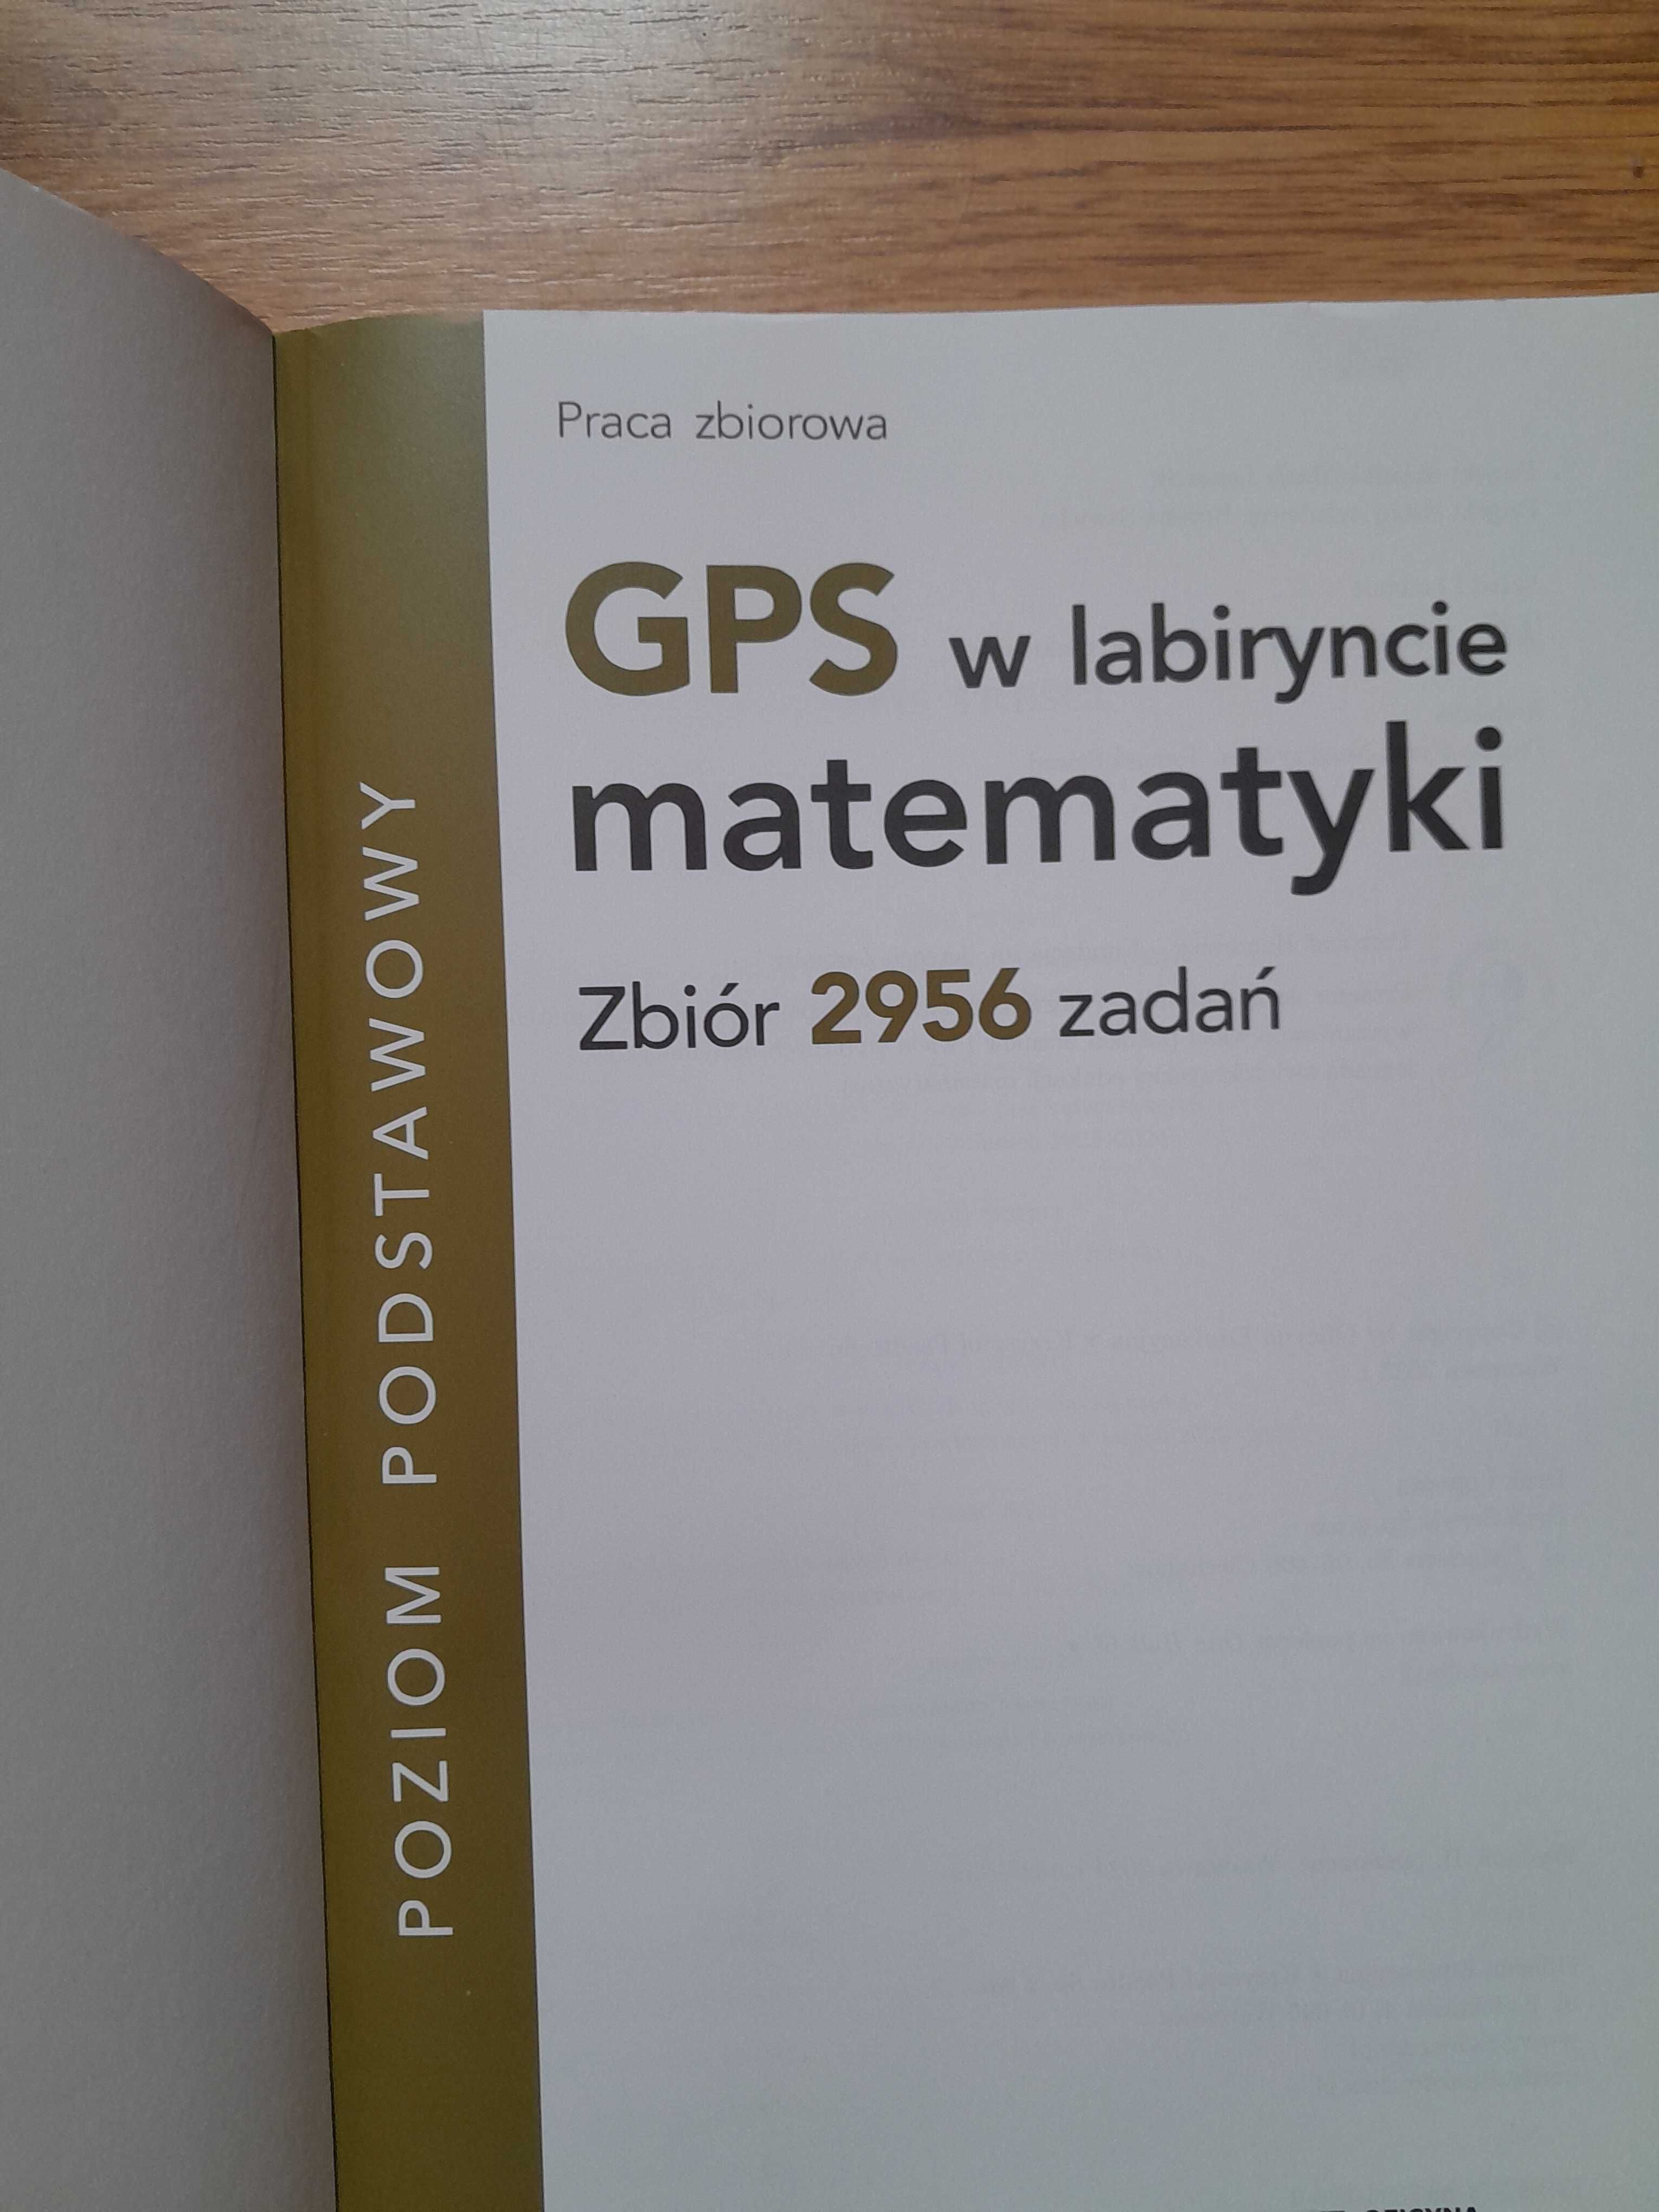 Praca zbiorowa
GPS w labiryncie
matematyki
Zbiór 2956 zadań
POZIOM PODSTAWOWY